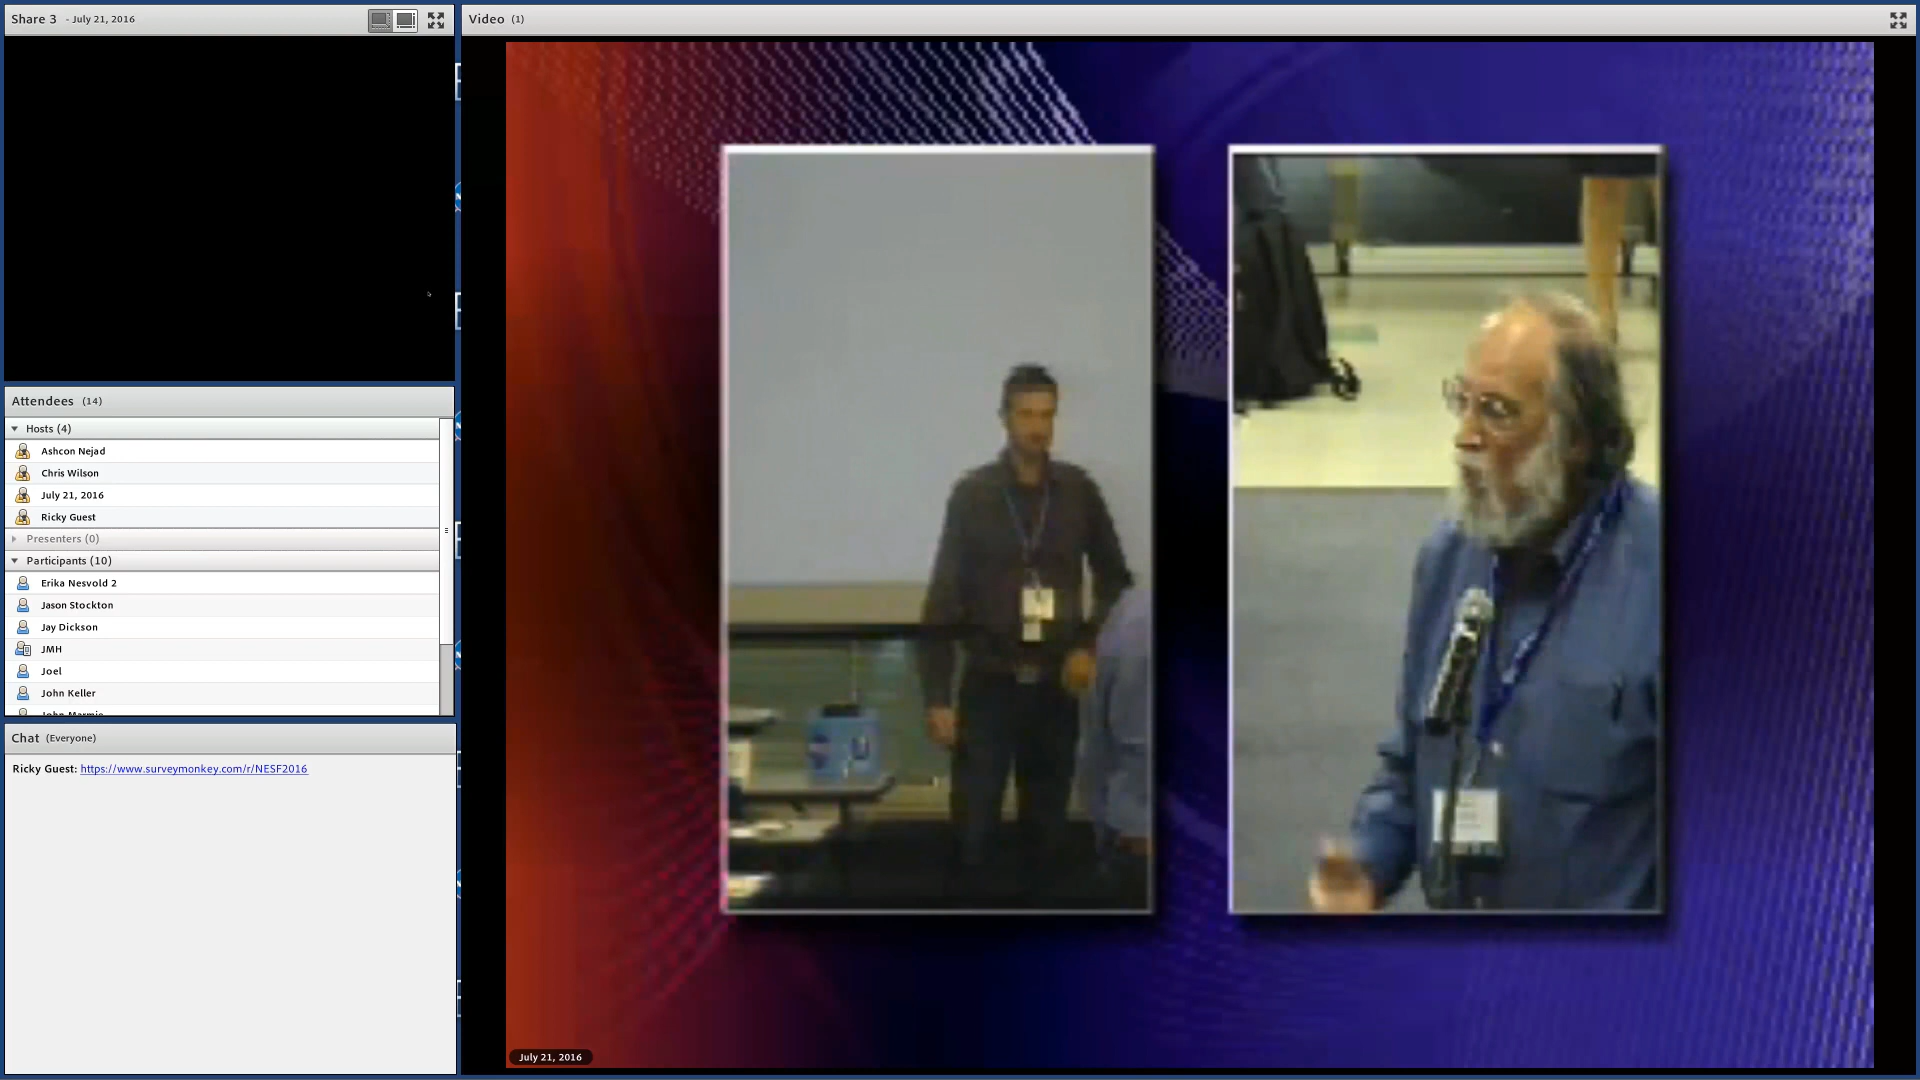 Share 3 - July 21, 2016
Attendees (14)
Hosts (4)
Ashcon Nejad
Chris Wilson
July 21, 2016
Ricky Guest
Presenters (0)
Participants (10)
Erika Nesvold 2
Jason Stockton
Jay Dickson
JMH
Joel
John Keller
Chat (Everyone)
Ricky Guest: https://www.surveymonkey.com/r/NESF2016
Video (1)
July 21, 2016